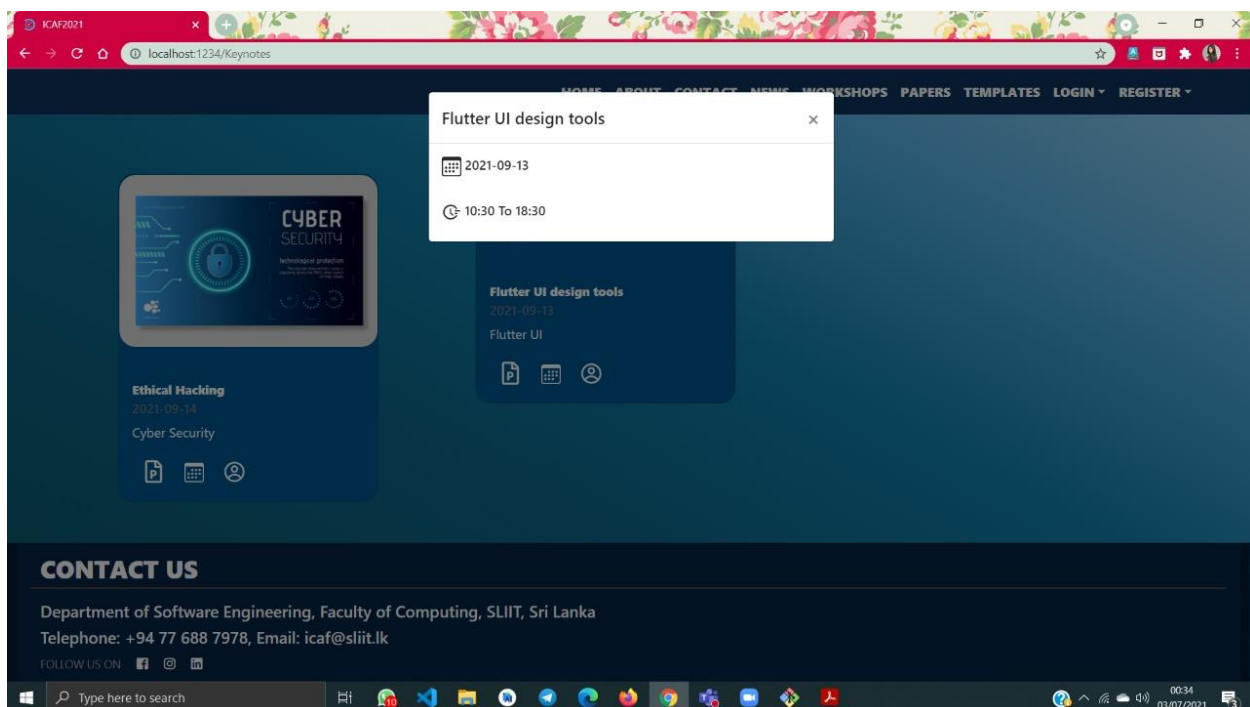 ICAF2021
localhost:1234/Keynotes
HOME ABOUT CONTACT NEWS WORKSHOPS PAPERS TEMPLATES LOGIN REGISTER
Flutter UI design tools
2021-09-13
10:30 To 18:30
CYBER
SECURITY
technological protection
Ethical Hacking
2021-09-14
Cyber Security
Flutter UI design tools
2021-09-13
Flutter UI
CONTACT US
Department of Software Engineering, Faculty of Computing, SLIIT, Sri Lanka
Telephone: +94 77 688 7978, Email: icaf@sliit.lk
FOLLOW US ON
Type here to search
00:34
03/07/2021